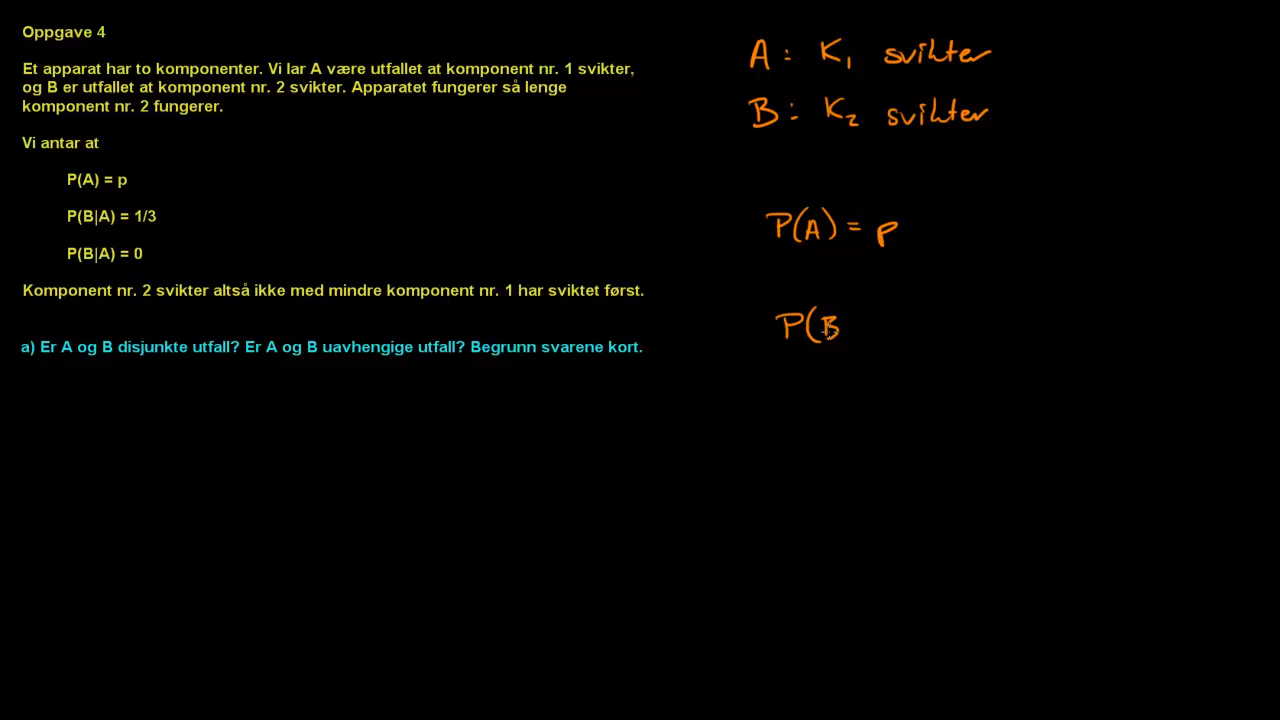 Oppgave 4
Et apparat har to komponenter. Vi lar A være utfallet at komponent nr. 1 svikter,
og B er utfallet at komponent nr. 2 svikter. Apparatet fungerer så lenge
komponent nr. 2 fungerer.
Vi antar at
P(A) = p
P(B|A) = 1/3
P(B|A) = 0
Komponent nr. 2 svikter altså ikke med mindre komponent nr. 1 har sviktet først.
a) Er A og B disjunkte utfall? Er A og B uavhengige utfall? Begrunn svarene kort.
A : K₁ svikter
B : K₂ svikter
P(A) = p
P(B